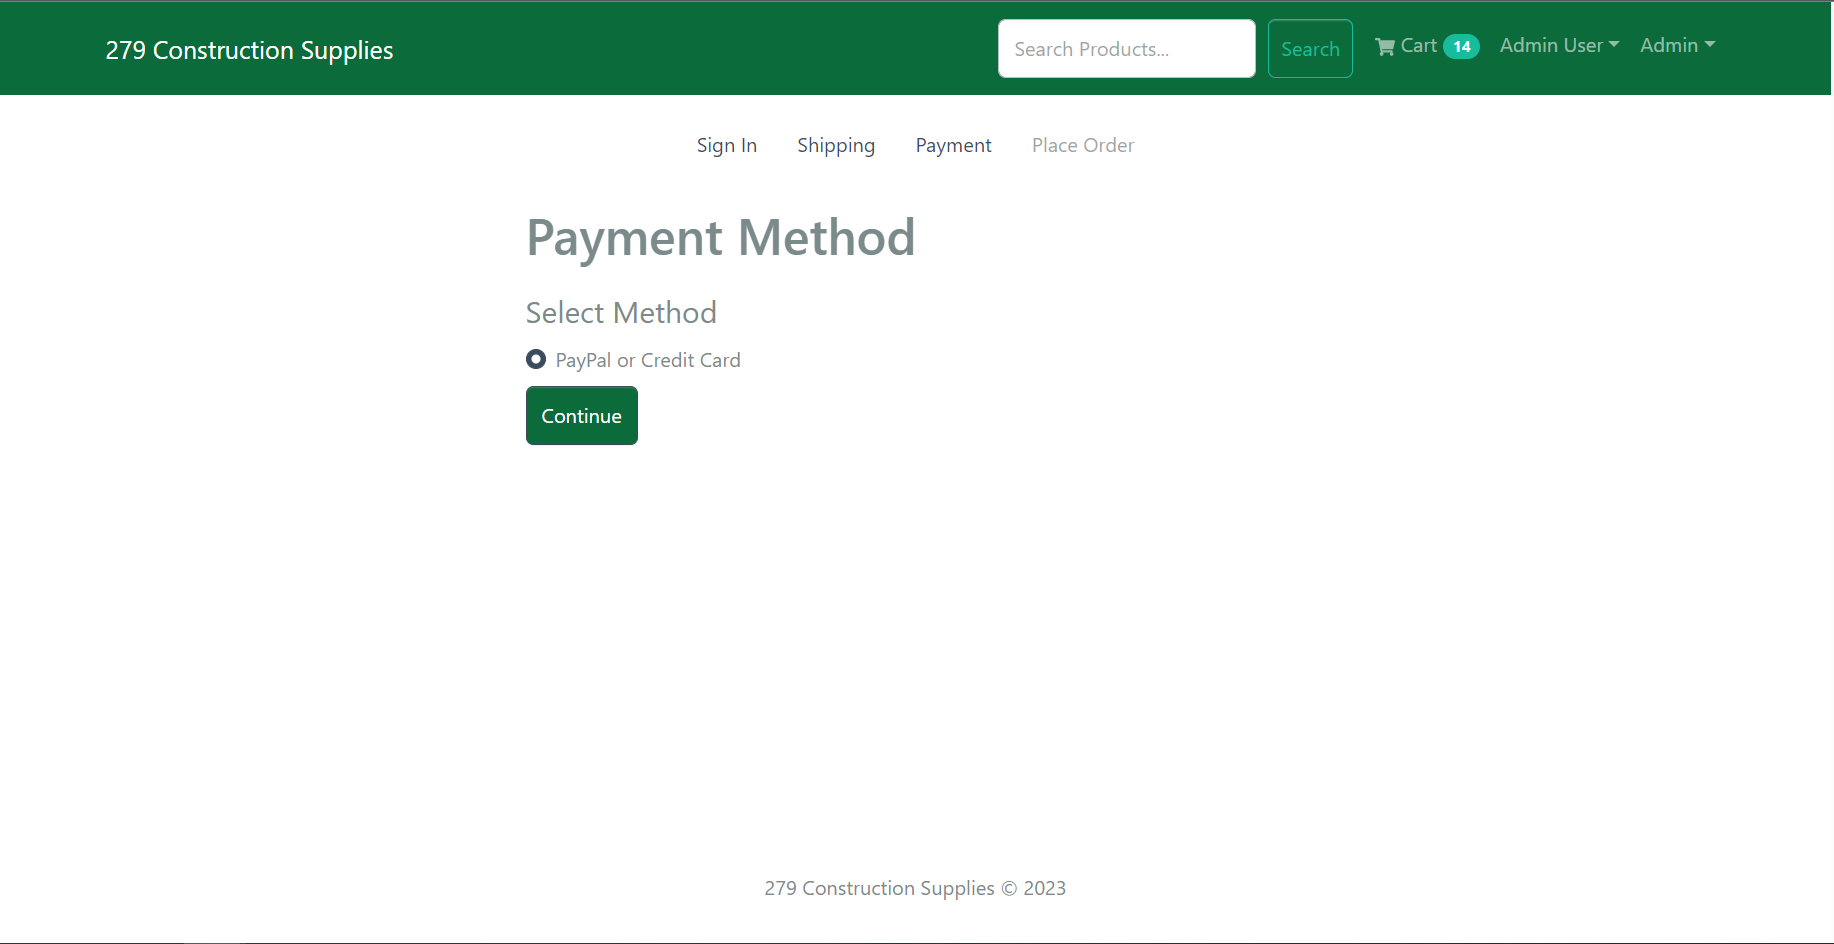 279 Construction Supplies
Search Products...
Search
Cart 14
Admin User
Admin
Sign In
Shipping
Payment
Place Order
Payment Method
Select Method
PayPal or Credit Card
Continue
279 Construction Supplies © 2023